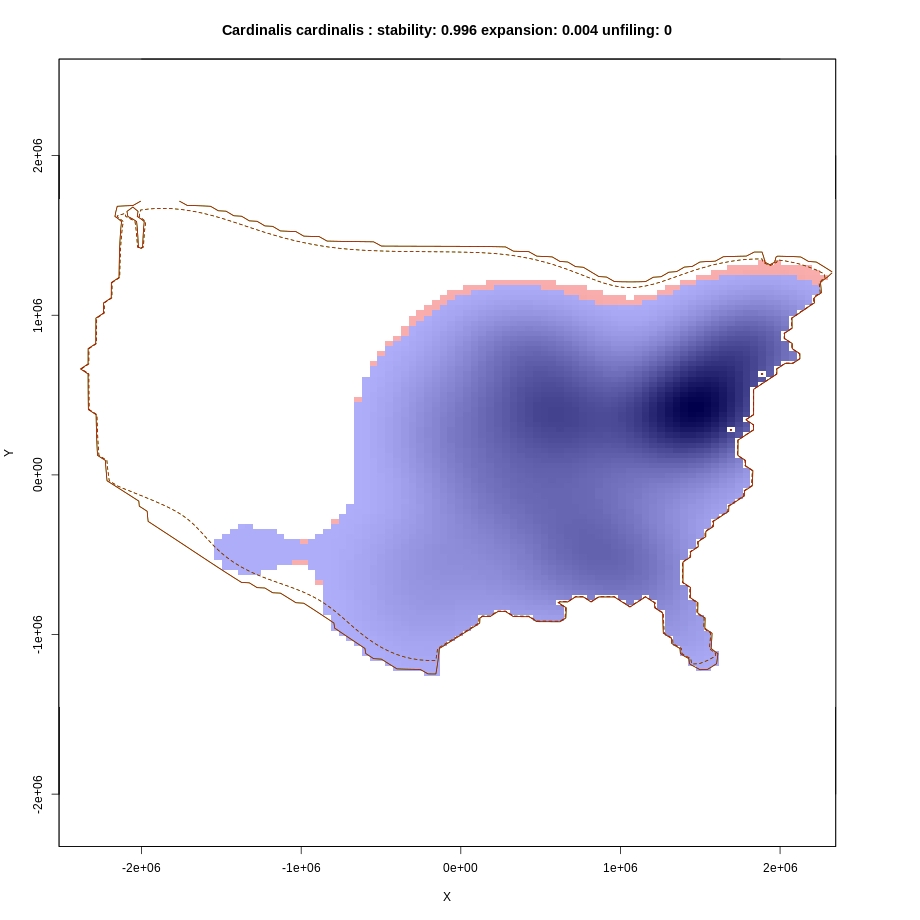 Cardinalis cardinalis : stability: 0.996 expansion: 0.004 unfiling: 0
2e+06
1e+06
0e+00
-1e+06
-2e+06
Y
-2e+06 -1e+06 0e+00 1e+06 2e+06
X